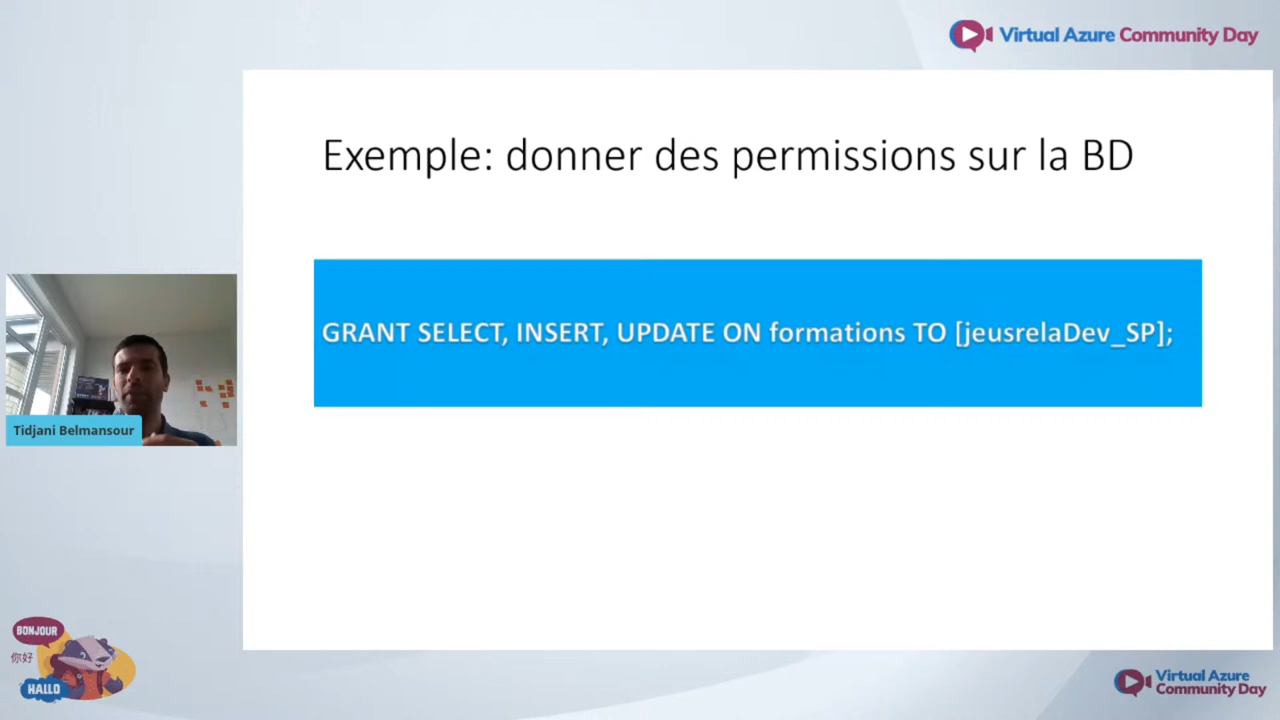 Virtual Azure Community Day
Exemple: donner des permissions sur la BD
GRANT SELECT, INSERT, UPDATE ON formations TO [jeusrelaDev_SP];
Tidjani Belmansour
BONJOUR
你好
HALLO
Virtual Azure
Community Day